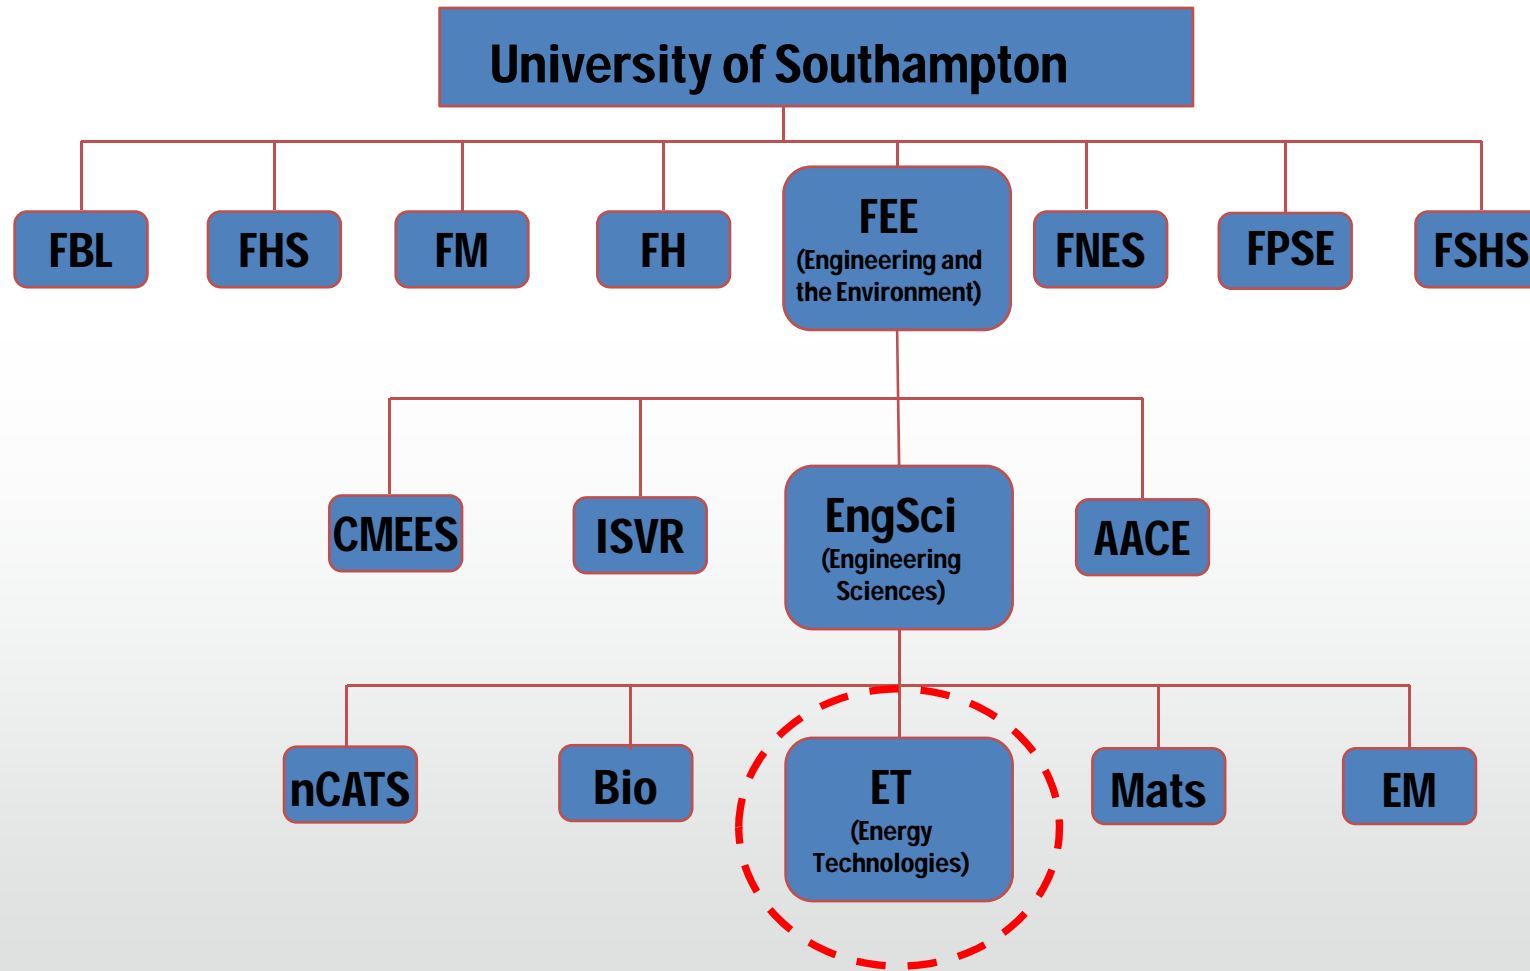 University of Southampton
FBL
FHS
FM
FH
FEE
(Engineering and
the Environment)
FNES
FPSE
FSHS
CMEES
ISVR
EngSci
(Engineering
Sciences)
AACE
nCATS
Bio
ET
(Energy
Technologies)
Mats
EM